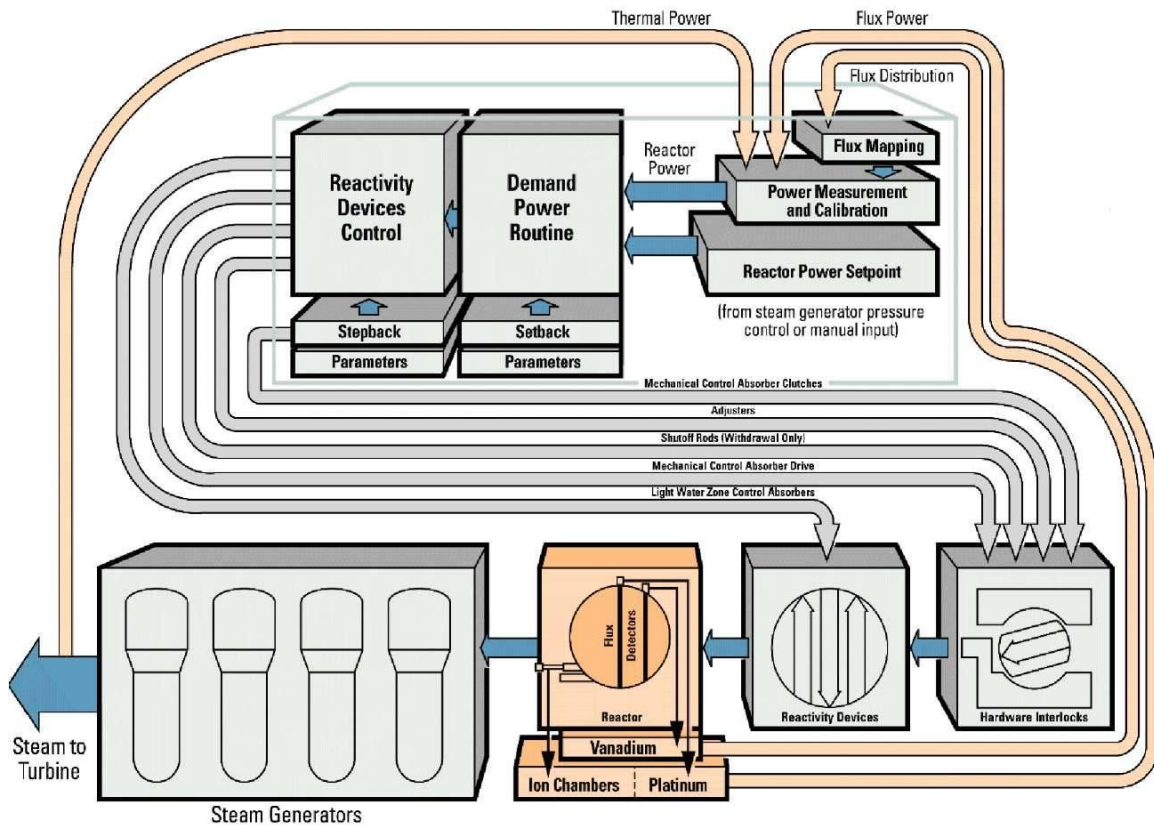 Thermal Power
Flux Power
Flux Distribution
Flux Mapping
Reactor
Power
Power Measurement
and Calibration
Reactivity
Devices
Control
Demand
Power
Routine
Reactor Power Setpoint
(from steam generator pressure
control or manual input)
Stepback
Parameters
Setback
Parameters
Mechanical Control Absorber Clutches
Adjusters
Shutoff Rods (Withdrawal Only)
Mechanical Control Absorber Drive
Light Water Zone Control Absorbers
Flux
Detectors
Reactor
Reactivity Devices
Hardware Interlocks
Vanadium
Ion Chambers
Platinum
Steam to
Turbine
Steam Generators